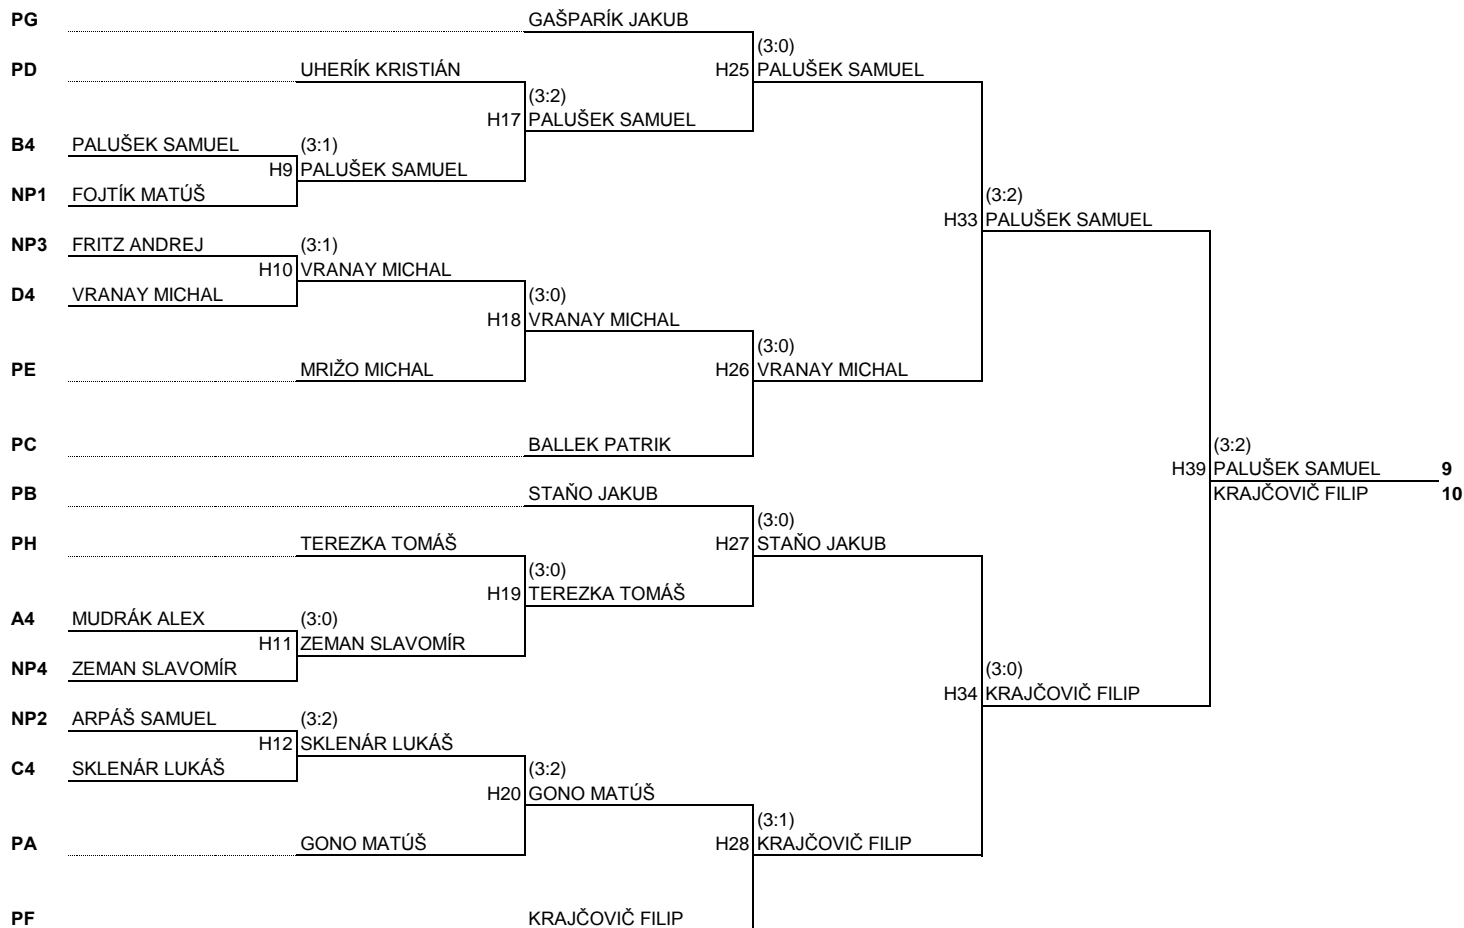 PG GAŠPARÍK JAKUB
(3:0)
PD UHERÍK KRISTIÁN H25 PALUŠEK SAMUEL
(3:2)
H17 PALUŠEK SAMUEL
B4 PALUŠEK SAMUEL (3:1)
H9 PALUŠEK SAMUEL
NP1 FOJTÍK MATÚŠ (3:2)
H33 PALUŠEK SAMUEL
NP3 FRITZ ANDREJ (3:1)
H10 VRANAY MICHAL
D4 VRANAY MICHAL (3:0)
H18 VRANAY MICHAL
(3:0)
PE MRIŽO MICHAL H26 VRANAY MICHAL
PC BALLEK PATRIK (3:2)
H39 PALUŠEK SAMUEL 9
PB STAŇO JAKUB KRAJČOVIČ FILIP 10
(3:0)
PH TEREZKA TOMÁŠ H27 STAŇO JAKUB
(3:0)
H19 TEREZKA TOMÁŠ
A4 MUDRÁK ALEX (3:0)
H11 ZEMAN SLAVOMÍR
NP4 ZEMAN SLAVOMÍR (3:0)
H34 KRAJČOVIČ FILIP
NP2 ARPÁŠ SAMUEL (3:2)
H12 SKLENÁR LUKÁŠ
C4 SKLENÁR LUKÁŠ (3:2)
H20 GONO MATÚŠ
(3:1)
PA GONO MATÚŠ H28 KRAJČOVIČ FILIP
PF KRAJČOVIČ FILIP